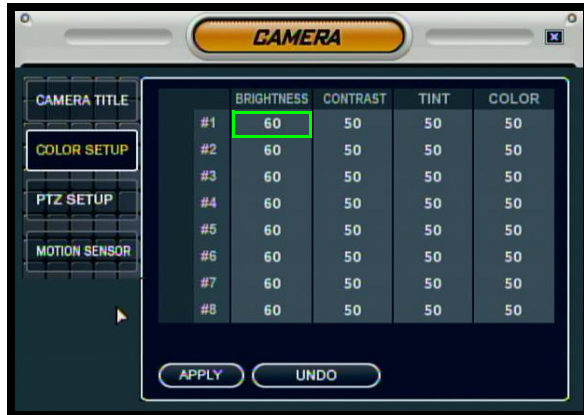 CAMERA
CAMERA TITLE
COLOR SETUP
PTZ SETUP
MOTION SENSOR
BRIGHTNESS CONTRAST TINT COLOR
#1 60 50 50 50
#2 60 50 50 50
#3 60 50 50 50
#4 60 50 50 50
#5 60 50 50 50
#6 60 50 50 50
#7 60 50 50 50
#8 60 50 50 50
APPLY UNDO